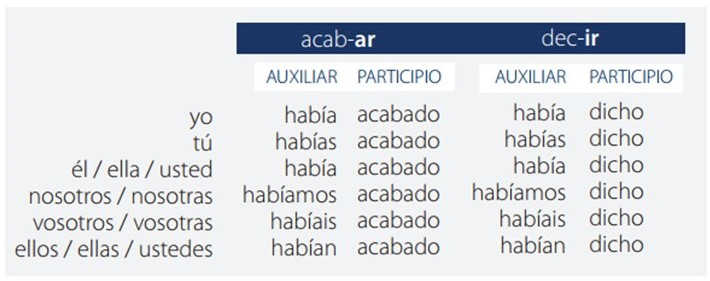 acab-ar dec-ir
AUXILIAR PARTICIPIO AUXILIAR PARTICIPIO
yo había acabado había dicho
tú habías acabado habías dicho
él / ella / usted había acabado había dicho
nosotros / nosotras habíamos acabado habíamos dicho
vosotros / vosotras habíais acabado habíais dicho
ellos / ellas / ustedes habían acabado habían dicho